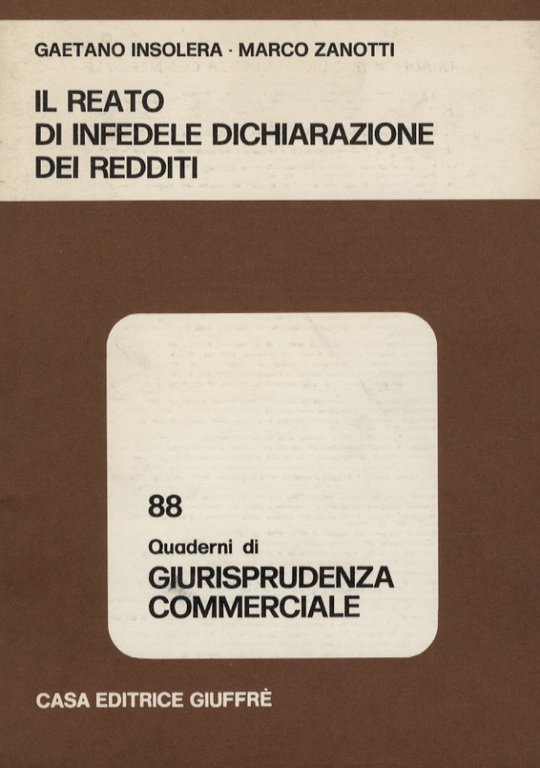 GAETANO INSOLERA · MARCO ZANOTTI
IL REATO
DI INFEDELE DICHIARAZIONE
DEI REDDITI
88
Quaderni di
GIURISPRUDENZA
COMMERCIALE
CASA EDITRICE GIUFFRÈ